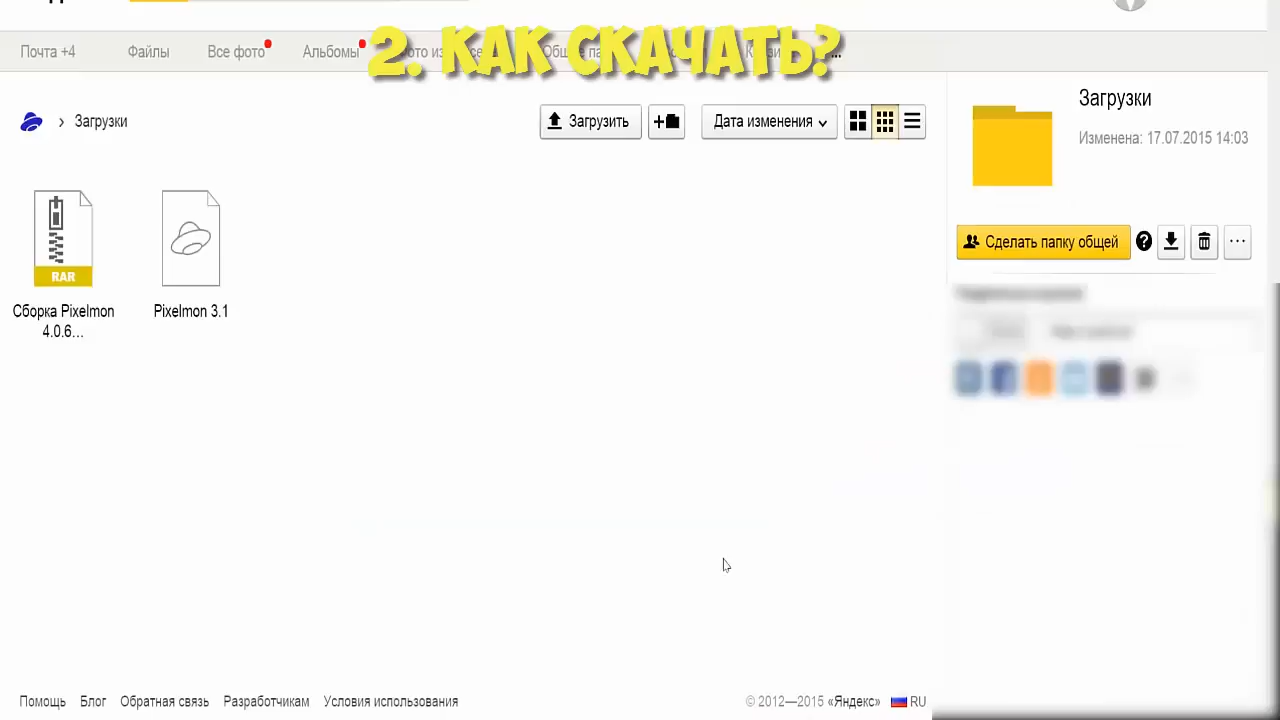 2. КАК СКАЧАТЬ?
Почта +4
Файлы
Все фото
Альбомы
Загрузки
Загрузить
Дата изменения
Загрузки
Изменена: 17.07.2015 14:03
Сделать папку общей
RAR
Сборка Pixelmon
4.0.6...
Pixelmon 3.1
Помощь
Блог
Обратная связь
Разработчикам
Условия использования
© 2012—2015 «Яндекс»
RU